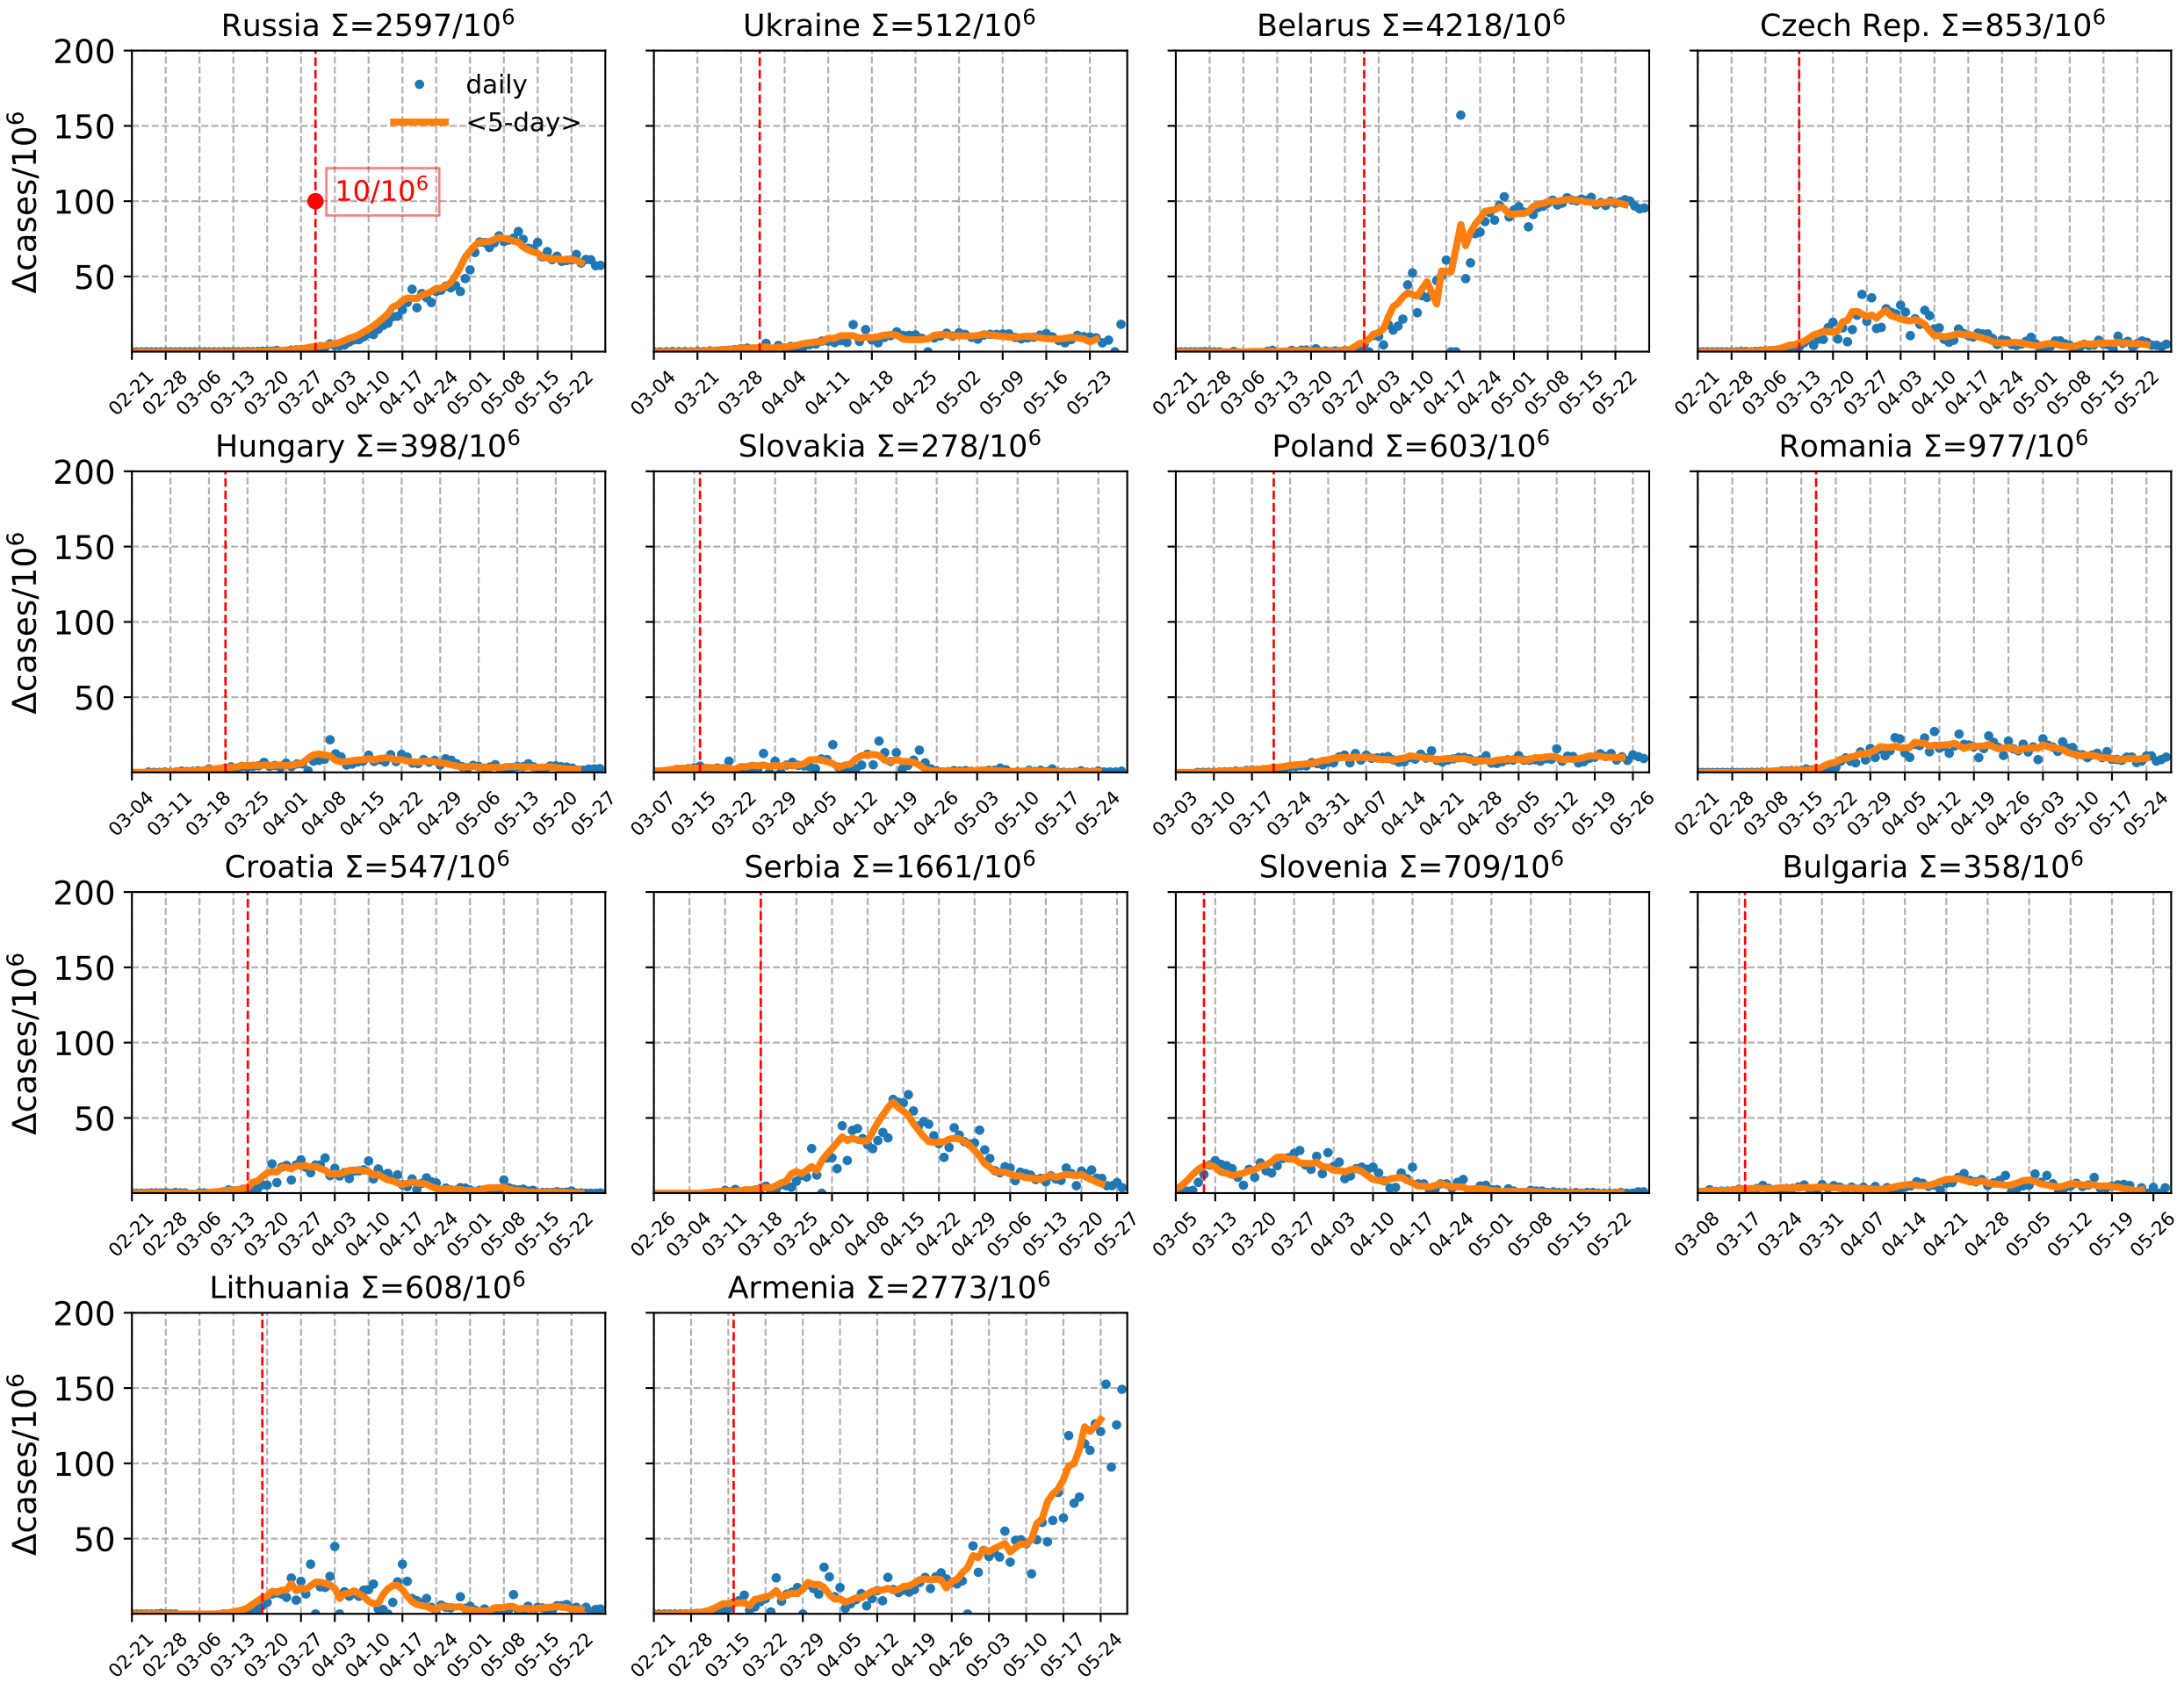 Russia Σ=2597/10⁶
Ukraine Σ=512/10⁶
Belarus Σ=4218/10⁶
Czech Rep. Σ=853/10⁶
Δcases/10⁶
200
150
100
50
daily
<5-day>
10/10⁶
02-21 02-28 03-06 03-13 03-20 03-27 04-03 04-10 04-17 04-24 05-01 05-08 05-15 05-22
03-04 03-21 03-28 04-04 04-11 04-18 04-25 05-02 05-09 05-16 05-23
02-21 02-28 03-06 03-13 03-20 03-27 04-03 04-10 04-17 04-24 05-01 05-08 05-15 05-22
02-21 02-28 03-06 03-13 03-20 03-27 04-03 04-10 04-17 04-24 05-01 05-08 05-15 05-22
Hungary Σ=398/10⁶
Slovakia Σ=278/10⁶
Poland Σ=603/10⁶
Romania Σ=977/10⁶
Δcases/10⁶
200
150
100
50
03-04 03-11 03-18 03-25 04-01 04-08 04-15 04-22 04-29 05-06 05-13 05-20 05-27
03-07 03-15 03-22 03-29 04-05 04-12 04-19 04-26 05-03 05-10 05-17 05-24
03-03 03-10 03-17 03-24 03-31 04-07 04-14 04-21 04-28 05-05 05-12 05-19 05-26
02-21 02-28 03-08 03-15 03-22 03-29 04-05 04-12 04-19 04-26 05-03 05-10 05-17 05-24
Croatia Σ=547/10⁶
Serbia Σ=1661/10⁶
Slovenia Σ=709/10⁶
Bulgaria Σ=358/10⁶
Δcases/10⁶
200
150
100
50
02-21 02-28 03-06 03-13 03-20 03-27 04-03 04-10 04-17 04-24 05-01 05-08 05-15 05-22
02-26 03-04 03-11 03-18 03-25 04-01 04-08 04-15 04-22 04-29 05-06 05-13 05-20 05-27
03-05 03-13 03-20 03-27 04-03 04-10 04-17 04-24 05-01 05-08 05-15 05-22
03-08 03-17 03-24 03-31 04-07 04-14 04-21 04-28 05-05 05-12 05-19 05-26
Lithuania Σ=608/10⁶
Armenia Σ=2773/10⁶
Δcases/10⁶
200
150
100
50
02-21 02-28 03-06 03-13 03-20 03-27 04-03 04-10 04-17 04-24 05-01 05-08 05-15 05-22
02-21 02-28 03-15 03-22 03-29 04-05 04-12 04-19 04-26 05-03 05-10 05-17 05-24